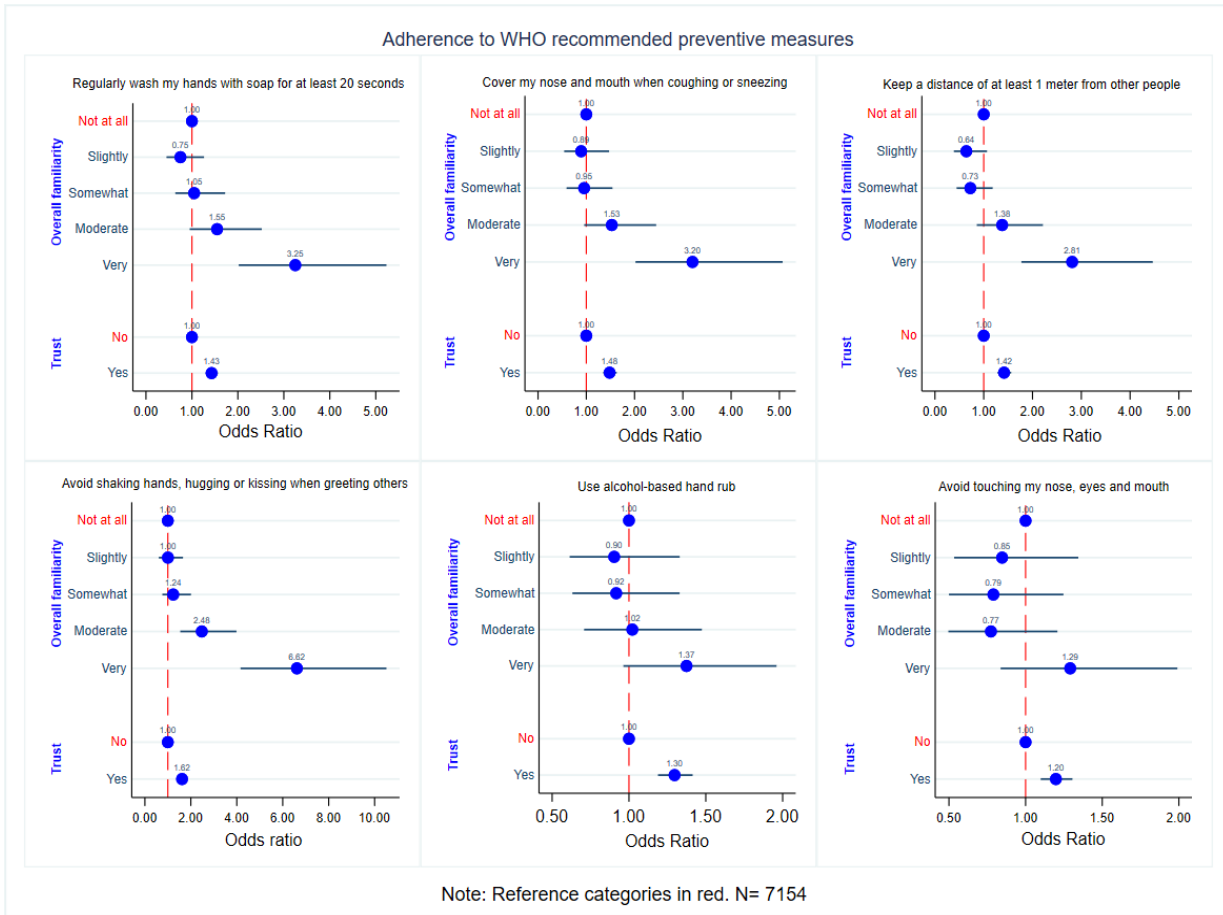 Adherence to WHO recommended preventive measures
Regularly wash my hands with soap for at least 20 seconds
Overall familiarity
Not at all
1.00
Slightly
0.75
Somewhat
1.05
Moderate
1.55
Very
3.25
Trust
No
1.00
Yes
1.43
0.00 1.00 2.00 3.00 4.00 5.00
Odds Ratio
Cover my nose and mouth when coughing or sneezing
Overall familiarity
Not at all
1.00
Slightly
0.89
Somewhat
0.95
Moderate
1.53
Very
3.20
Trust
No
1.00
Yes
1.48
0.00 1.00 2.00 3.00 4.00 5.00
Odds Ratio
Keep a distance of at least 1 meter from other people
Overall familiarity
Not at all
1.00
Slightly
0.64
Somewhat
0.73
Moderate
1.38
Very
2.81
Trust
No
1.00
Yes
1.42
0.00 1.00 2.00 3.00 4.00 5.00
Odds Ratio
Avoid shaking hands, hugging or kissing when greeting others
Overall familiarity
Not at all
1.00
Slightly
1.00
Somewhat
1.24
Moderate
2.48
Very
6.62
Trust
No
1.00
Yes
1.62
0.00 2.00 4.00 6.00 8.00 10.00
Odds ratio
Use alcohol-based hand rub
Overall familiarity
Not at all
1.00
Slightly
0.90
Somewhat
0.92
Moderate
1.02
Very
1.37
Trust
No
1.00
Yes
1.30
0.50 1.00 1.50 2.00
Odds Ratio
Avoid touching my nose, eyes and mouth
Overall familiarity
Not at all
1.00
Slightly
0.85
Somewhat
0.79
Moderate
0.77
Very
1.29
Trust
No
1.00
Yes
1.20
0.50 1.00 1.50 2.00
Odds Ratio
Note: Reference categories in red. N= 7154